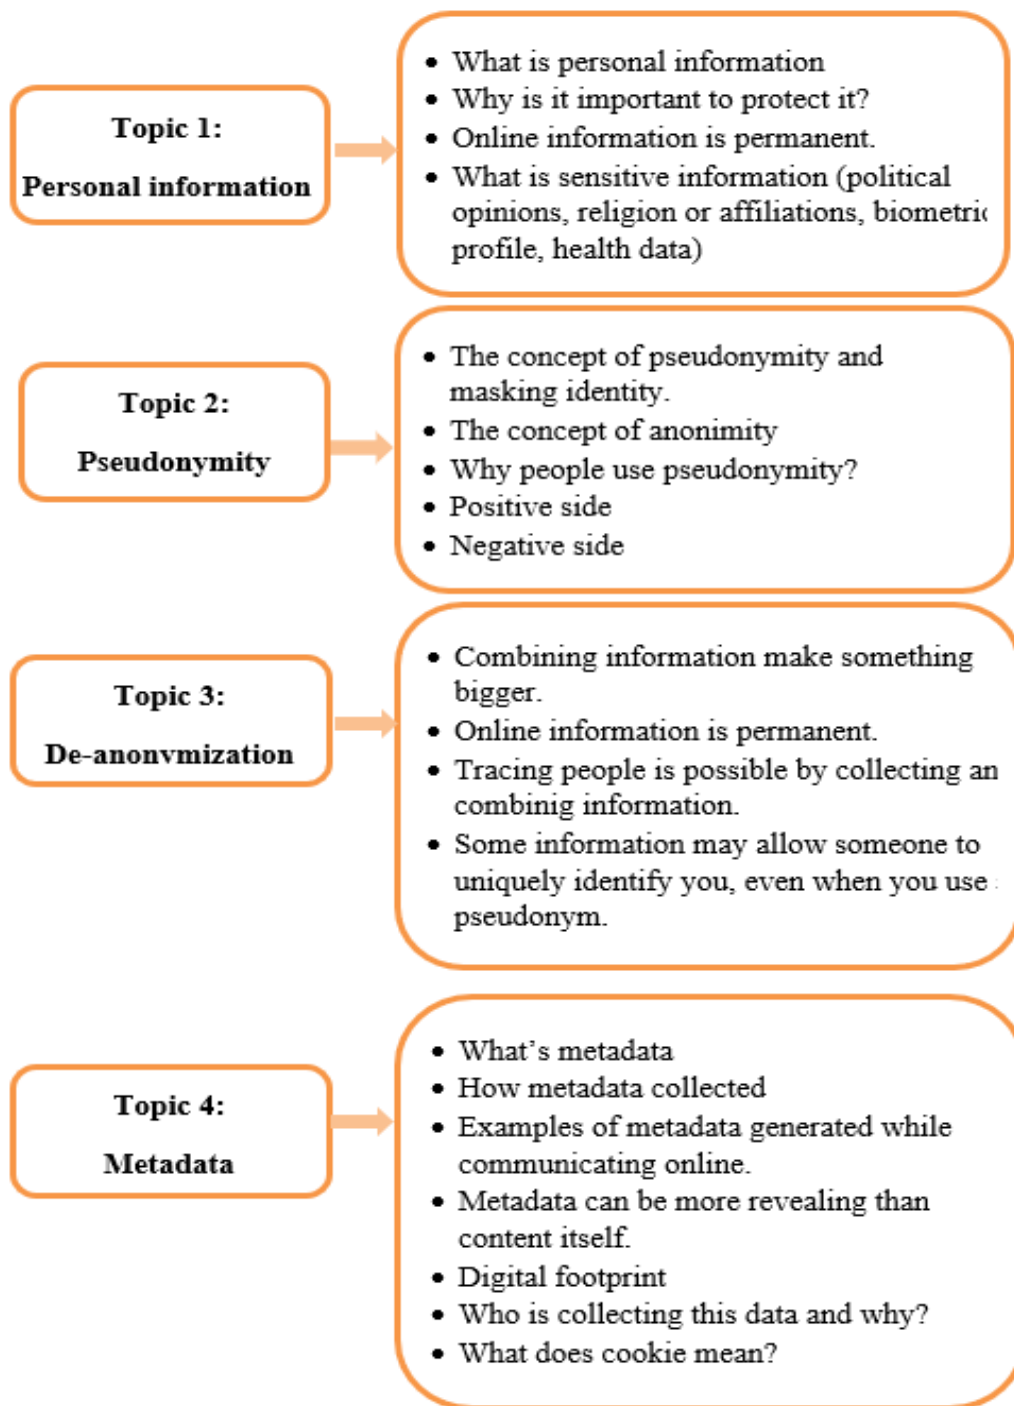 Topic 1:
Personal information
• What is personal information
• Why is it important to protect it?
• Online information is permanent.
• What is sensitive information (political
opinions, religion or affiliations, biometric
profile, health data)
Topic 2:
Pseudonymity
• The concept of pseudonymity and
masking identity.
• The concept of anonimity
• Why people use pseudonymity?
• Positive side
• Negative side
Topic 3:
De-anonymization
• Combining information make something
bigger.
• Online information is permanent.
• Tracing people is possible by collecting an
combinig information.
• Some information may allow someone to
uniquely identify you, even when you use
pseudonym.
Topic 4:
Metadata
• What’s metadata
• How metadata collected
• Examples of metadata generated while
communicating online.
• Metadata can be more revealing than
content itself.
• Digital footprint
• Who is collecting this data and why?
• What does cookie mean?